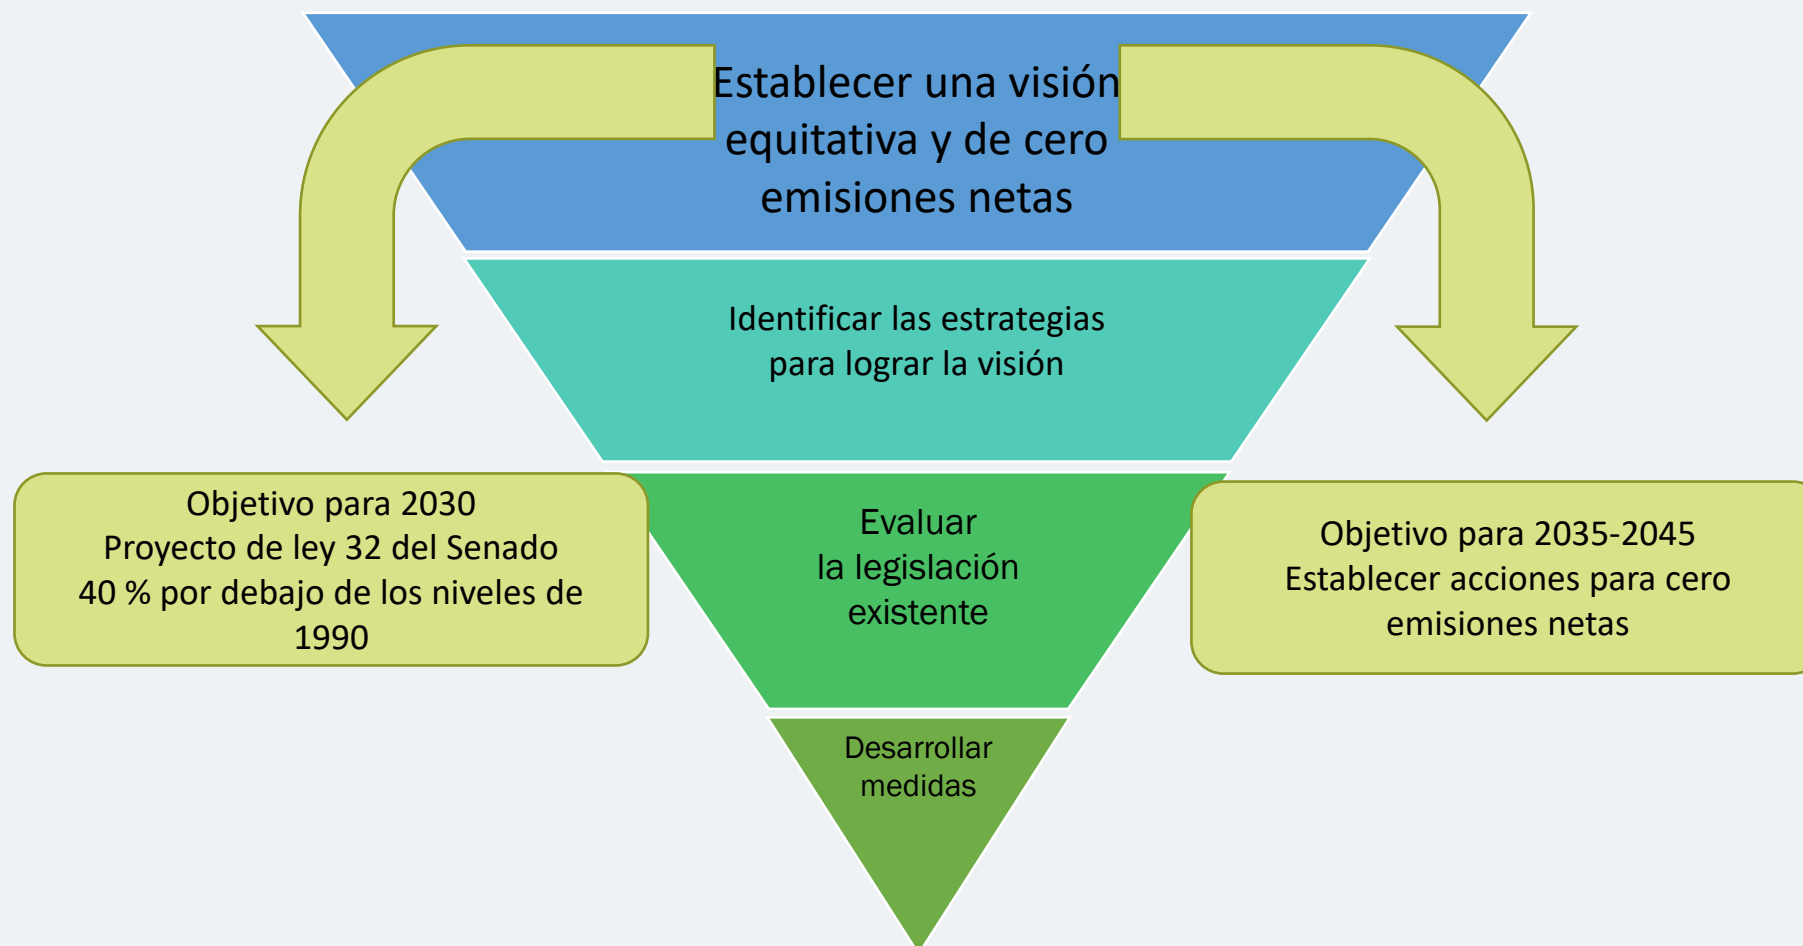 Establecer una visión
equitativa y de cero
emisiones netas
Identificar las estrategias
para lograr la visión
Objetivo para 2030
Proyecto de ley 32 del Senado
40 % por debajo de los niveles de
1990
Evaluar
la legislación
existente
Objetivo para 2035-2045
Establecer acciones para cero
emisiones netas
Desarrollar
medidas